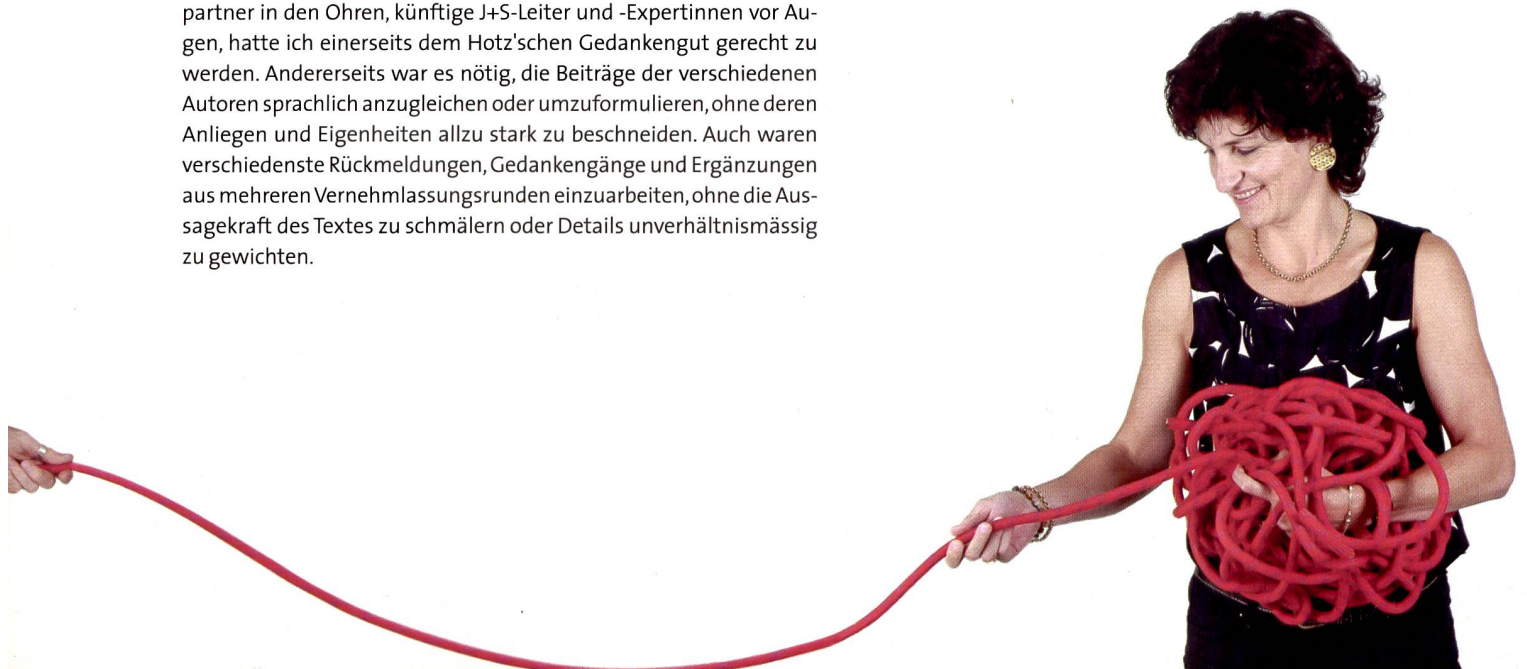 partner in den Ohren, künftige J+S-Leiter und -Expertinnen vor Au-
gen, hatte ich einerseits dem Hotz'schen Gedankengut gerecht zu
werden. Andererseits war es nötig, die Beiträge der verschiedenen
Autoren sprachlich anzugleichen oder umzuformulieren, ohne deren
Anliegen und Eigenheiten allzu stark zu beschneiden. Auch waren
verschiedenste Rückmeldungen, Gedankengänge und Ergänzungen
aus mehreren Vernehmlassungsrunden einzuarbeiten, ohne die Aus-
sagekraft des Textes zu schmälern oder Details unverhältnismässig
zu gewichten.